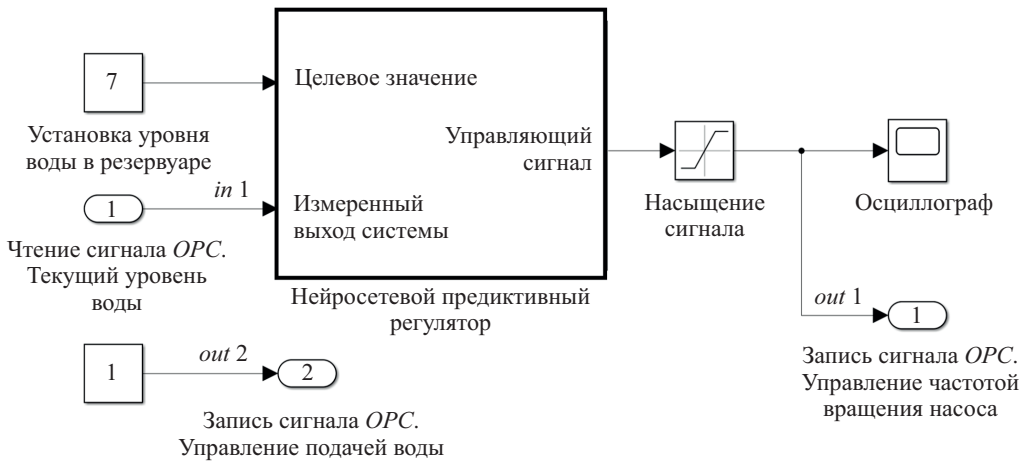 7
Целевое значение
Установка уровня
воды в резервуаре
in 1
1
Чтение сигнала OPC.
Текущий уровень
воды
Измеренный
выход системы
Управляющий
сигнал
Нейросетевой предиктивный
регулятор
Насыщение
сигнала
Осциллограф
out 1
1
Запись сигнала OPC.
Управление частотой
вращения насоса
1
out 2
2
Запись сигнала OPC.
Управление подачей воды